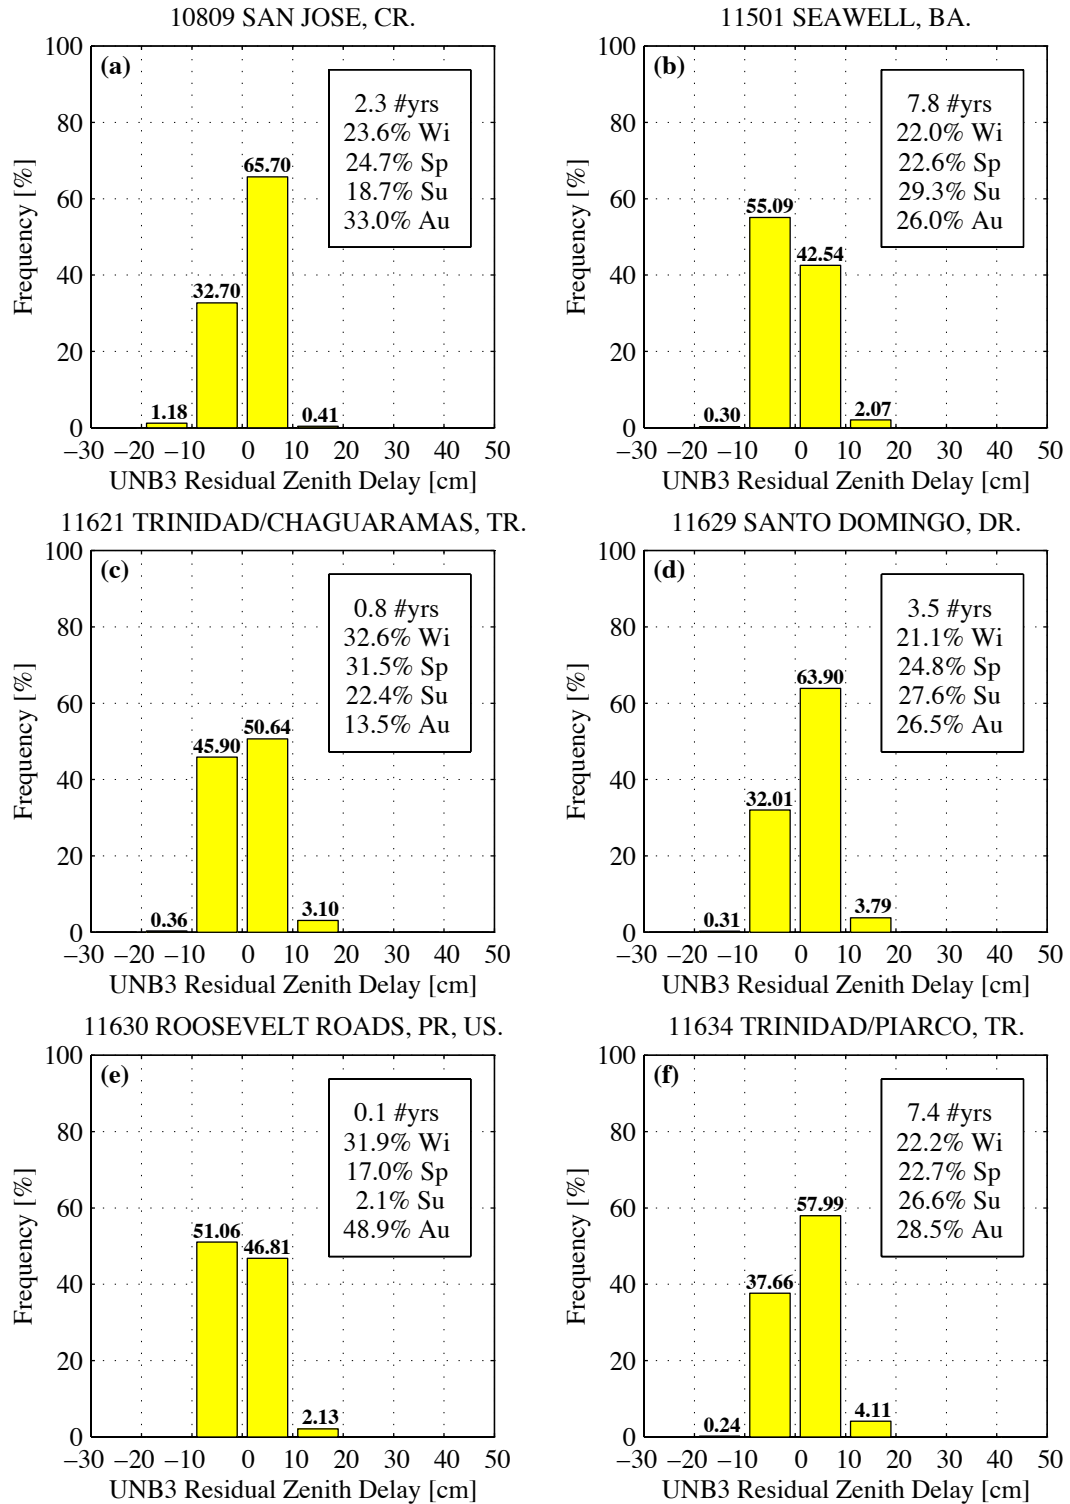 10809 SAN JOSE, CR.
(a)
2.3 #yrs
23.6% Wi
24.7% Sp
18.7% Su
33.0% Au
Frequency [%]
100
80
60
40
20
0
1.18
32.70
65.70
0.41
−30 −20 −10 0 10 20 30 40 50
UNB3 Residual Zenith Delay [cm]
11501 SEAWELL, BA.
(b)
7.8 #yrs
22.0% Wi
22.6% Sp
29.3% Su
26.0% Au
Frequency [%]
100
80
60
40
20
0
0.30
55.09
42.54
2.07
−30 −20 −10 0 10 20 30 40 50
UNB3 Residual Zenith Delay [cm]
11621 TRINIDAD/CHAGUARAMAS, TR.
(c)
0.8 #yrs
32.6% Wi
31.5% Sp
22.4% Su
13.5% Au
Frequency [%]
100
80
60
40
20
0
0.36
45.90
50.64
3.10
−30 −20 −10 0 10 20 30 40 50
UNB3 Residual Zenith Delay [cm]
11629 SANTO DOMINGO, DR.
(d)
3.5 #yrs
21.1% Wi
24.8% Sp
27.6% Su
26.5% Au
Frequency [%]
100
80
60
40
20
0
0.31
32.01
63.90
3.79
−30 −20 −10 0 10 20 30 40 50
UNB3 Residual Zenith Delay [cm]
11630 ROOSEVELT ROADS, PR, US.
(e)
0.1 #yrs
31.9% Wi
17.0% Sp
2.1% Su
48.9% Au
Frequency [%]
100
80
60
40
20
0
51.06
46.81
2.13
−30 −20 −10 0 10 20 30 40 50
UNB3 Residual Zenith Delay [cm]
11634 TRINIDAD/PIARCO, TR.
(f)
7.4 #yrs
22.2% Wi
22.7% Sp
26.6% Su
28.5% Au
Frequency [%]
100
80
60
40
20
0
0.24
37.66
57.99
4.11
−30 −20 −10 0 10 20 30 40 50
UNB3 Residual Zenith Delay [cm]